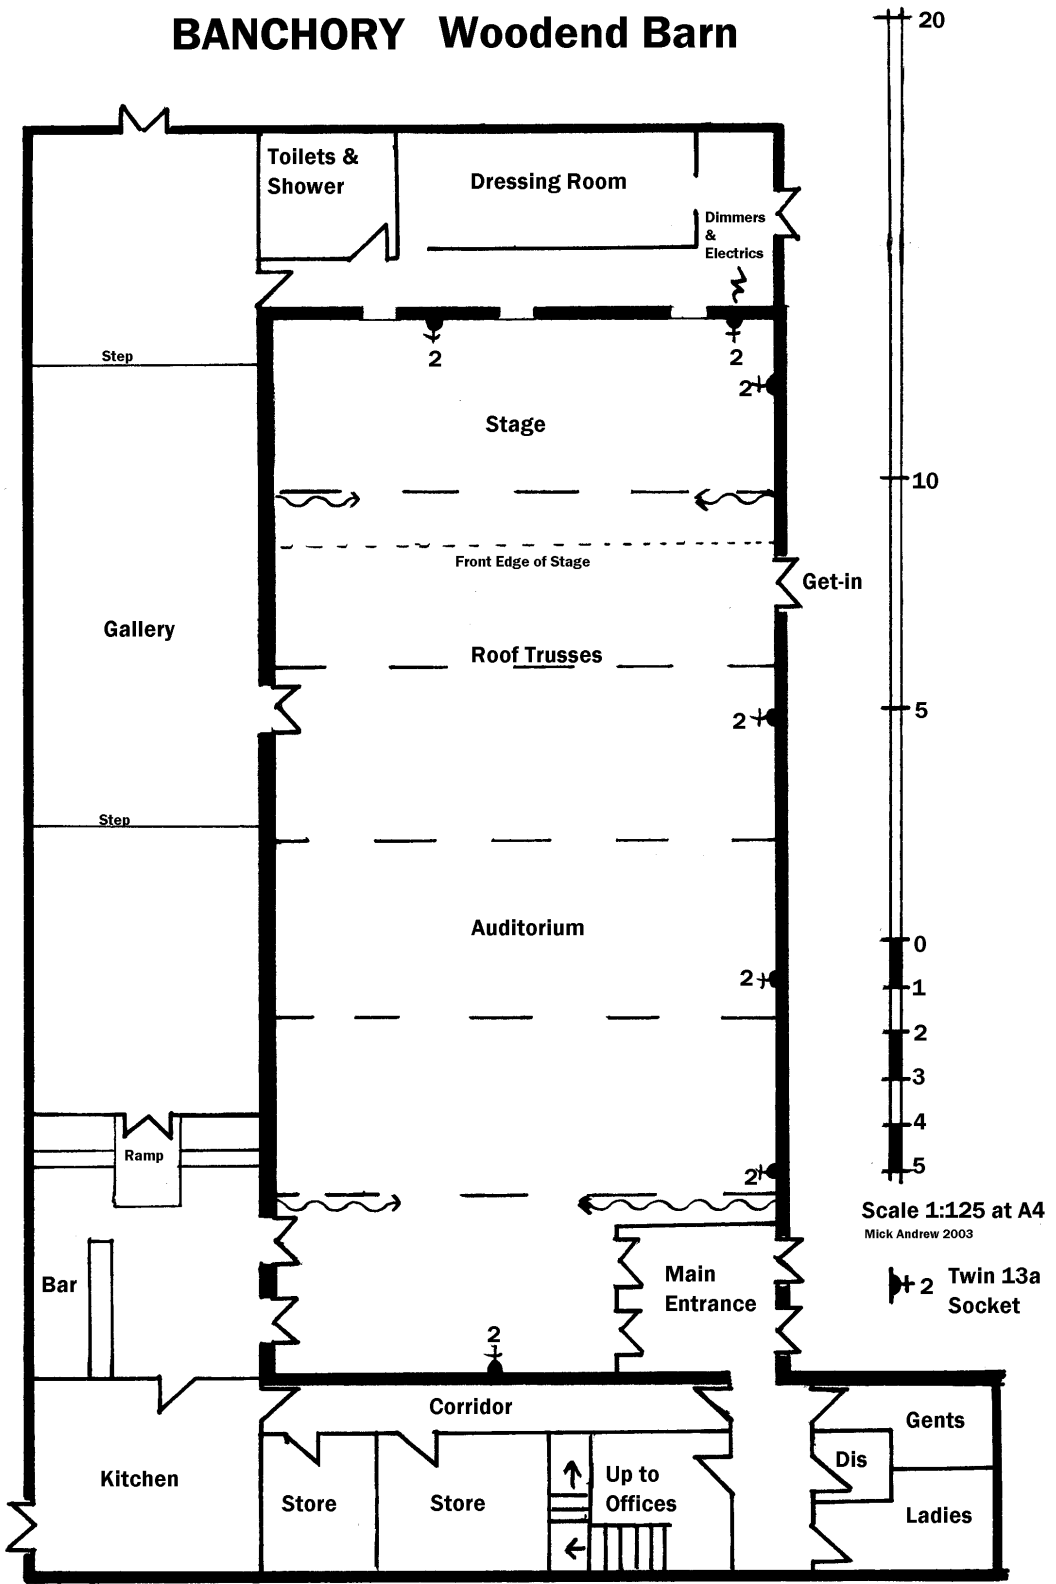 BANCHORY Woodend Barn
20
Toilets &
Shower
Dressing Room
Dimmers
&
Electrics
Step
2
2
2
Stage
10
Front Edge of Stage
Get-in
Gallery
Roof Trusses
5
2
Step
Auditorium
0
2
1
2
3
4
Ramp
5
2
Scale 1:125 at A4
Mick Andrew 2003
Bar
Main
Entrance
2 Twin 13a
Socket
2
Corridor
Gents
Kitchen
Store
Store
Up to
Offices
Dis
Ladies